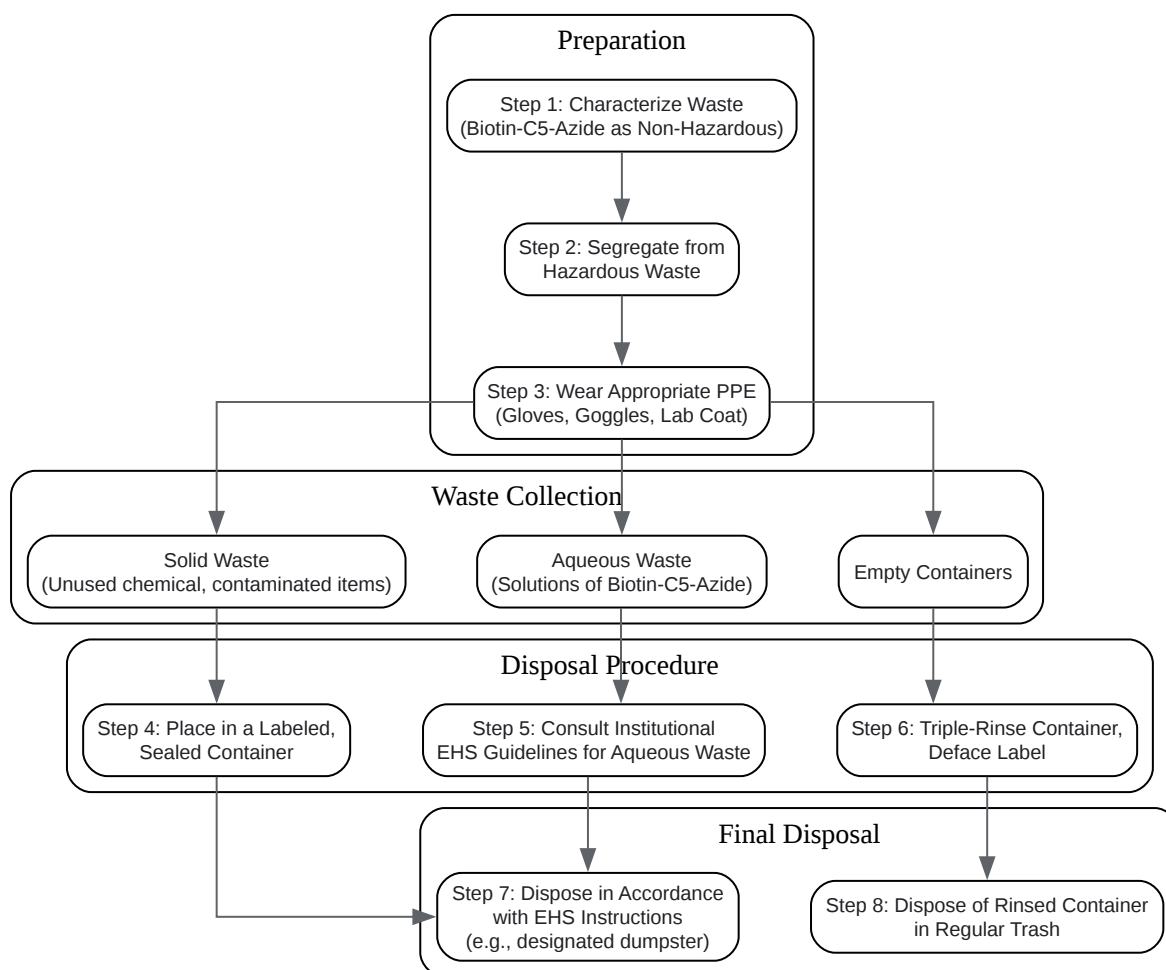 Preparation
Step 1: Characterize Waste
(Biotin-C5-Azide as Non-Hazardous)
Step 2: Segregate from
Hazardous Waste
Step 3: Wear Appropriate PPE
(Gloves, Goggles, Lab Coat)
Waste Collection
Solid Waste
(Unused chemical, contaminated items)
Aqueous Waste
(Solutions of Biotin-C5-Azide)
Empty Containers
Disposal Procedure
Step 4: Place in a Labeled,
Sealed Container
Step 5: Consult Institutional
EHS Guidelines for Aqueous Waste
Step 6: Triple-Rinse Container,
Deface Label
Final Disposal
Step 7: Dispose in Accordance
with EHS Instructions
(e.g., designated dumpster)
Step 8: Dispose of Rinsed Container
in Regular Trash